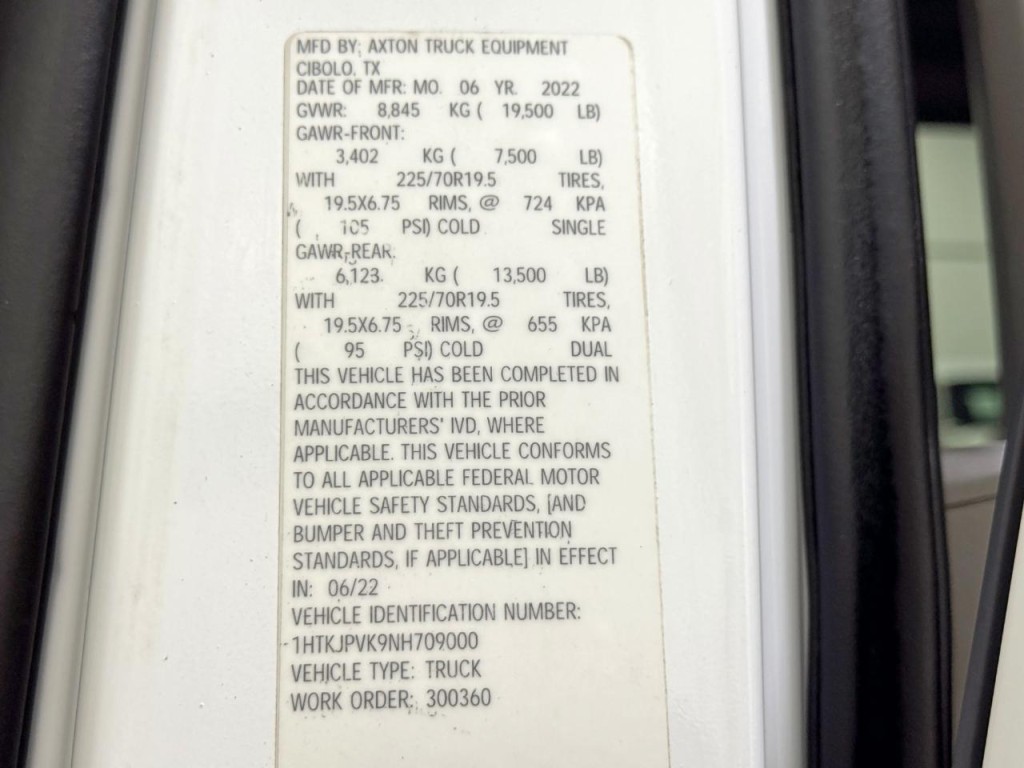 MFD BY: AXTON TRUCK EQUIPMENT
CIBOLO, TX
DATE OF MFR: MO. 06 YR. 2022
GVWR: 8,845 KG ( 19,500 LB)
GAWR-FRONT:
3,402 KG ( 7,500 LB)
WITH 225/70R19.5 TIRES,
19.5X6.75 RIMS, @ 724 KPA
( 105 PSI) COLD SINGLE
GAWR-REAR:
6,123 KG ( 13,500 LB)
WITH 225/70R19.5 TIRES,
19.5X6.75 RIMS, @ 655 KPA
( 95 PSI) COLD DUAL
THIS VEHICLE HAS BEEN COMPLETED IN
ACCORDANCE WITH THE PRIOR
MANUFACTURERS' IVD, WHERE
APPLICABLE. THIS VEHICLE CONFORMS
TO ALL APPLICABLE FEDERAL MOTOR
VEHICLE SAFETY STANDARDS, [AND
BUMPER AND THEFT PREVENTION
STANDARDS, IF APPLICABLE] IN EFFECT
IN: 06/22
VEHICLE IDENTIFICATION NUMBER:
1HTKJPVK9NH709000
VEHICLE TYPE: TRUCK
WORK ORDER: 300360